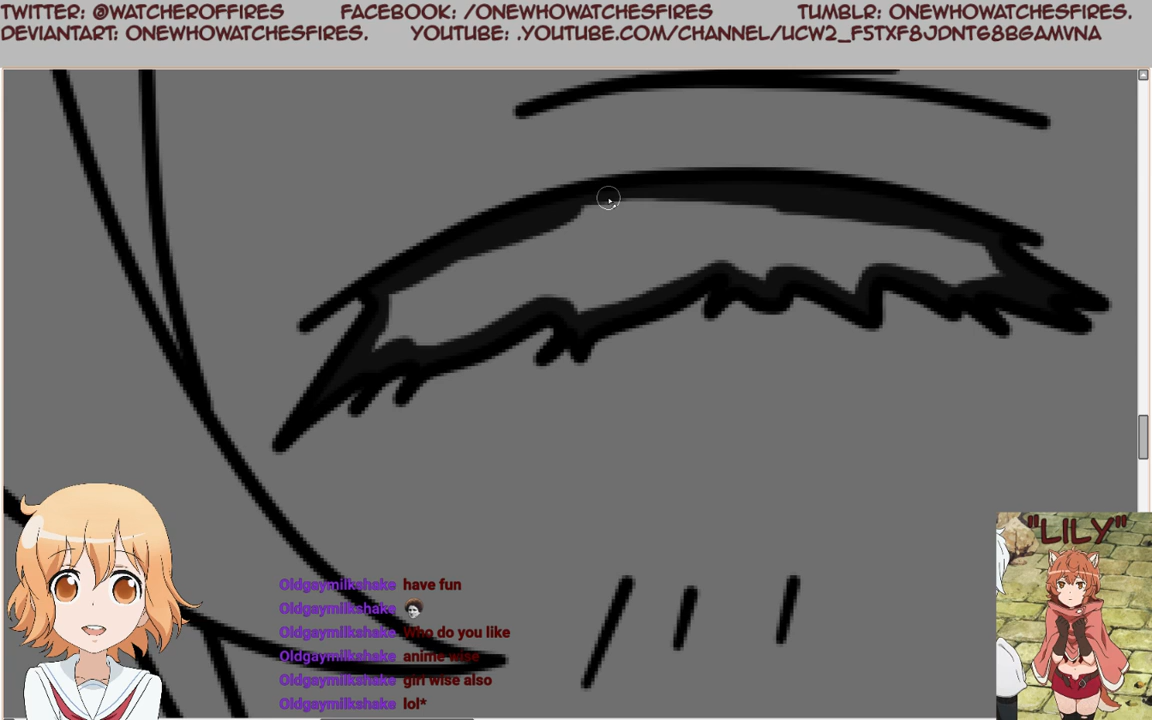 TWITTER: @WATCHEROFFIRES FACEBOOK: /ONEWHOWATCHESFIRES TUMBLR: ONEWHOWATCHESFIRES.
DEVIANTART: ONEWHOWATCHESFIRES. YOUTUBE: .YOUTUBE.COM/CHANNEL/UCW2_F5TXF8JDNTG8BGAMVNA
"LILY"
Oldgaymilkshake have fun
Oldgaymilkshake
Oldgaymilkshake Who do you like
Oldgaymilkshake anime wise
Oldgaymilkshake girl wise also
Oldgaymilkshake lol*